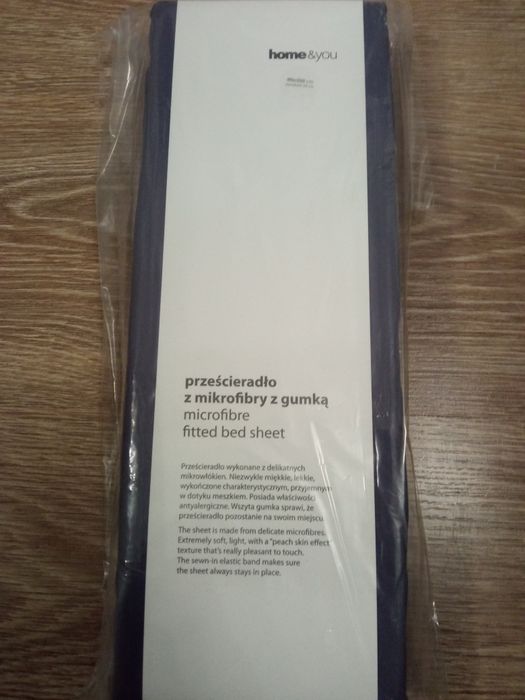 home&you
prześcieradło
z mikrofibry z gumką
microfibre
fitted bed sheet
Prześcieradło wykonane z delikatnych
mikrowłókien. Niezwykle miękkie, lekkie,
wykończone charakterystycznym, przyjemnym
w dotyku meszkiem. Posiada właściwości
antyalergiczne. Wszyta gumka sprawi, że
prześcieradło pozostanie na swoim miejscu.
The sheet is made from delicate microfibres.
Extremely soft, light, with a "peach skin effect"
texture that's really pleasant to touch.
The sewn-in elastic band makes sure
the sheet always stays in place.